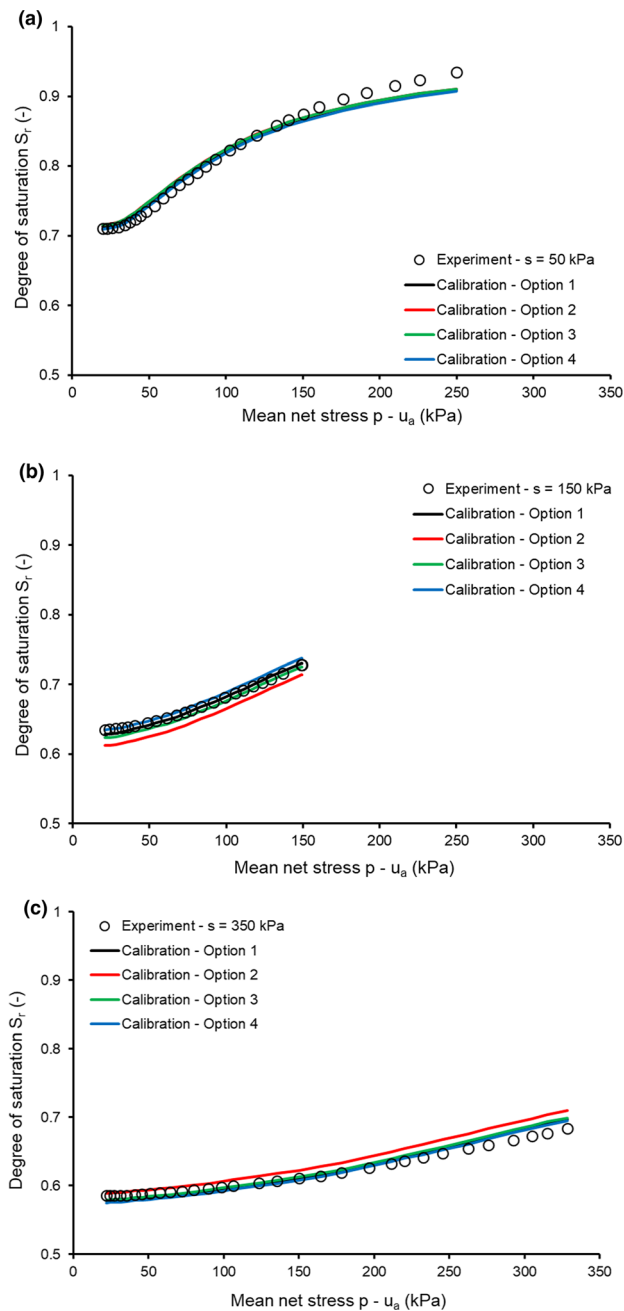 (a)
1
0.9
0.8
0.7
0.6
0.5
Degree of saturation Sr (-)
Experiment - s = 50 kPa
Calibration - Option 1
Calibration - Option 2
Calibration - Option 3
Calibration - Option 4
0 50 100 150 200 250 300 350
Mean net stress p - ua (kPa)
(b)
1
0.9
0.8
0.7
0.6
0.5
Degree of saturation Sr (-)
Experiment - s = 150 kPa
Calibration - Option 1
Calibration - Option 2
Calibration - Option 3
Calibration - Option 4
0 50 100 150 200 250 300 350
Mean net stress p - ua (kPa)
(c)
1
0.9
0.8
0.7
0.6
0.5
Degree of saturation Sr (-)
Experiment - s = 350 kPa
Calibration - Option 1
Calibration - Option 2
Calibration - Option 3
Calibration - Option 4
0 50 100 150 200 250 300 350
Mean net stress p - ua (kPa)